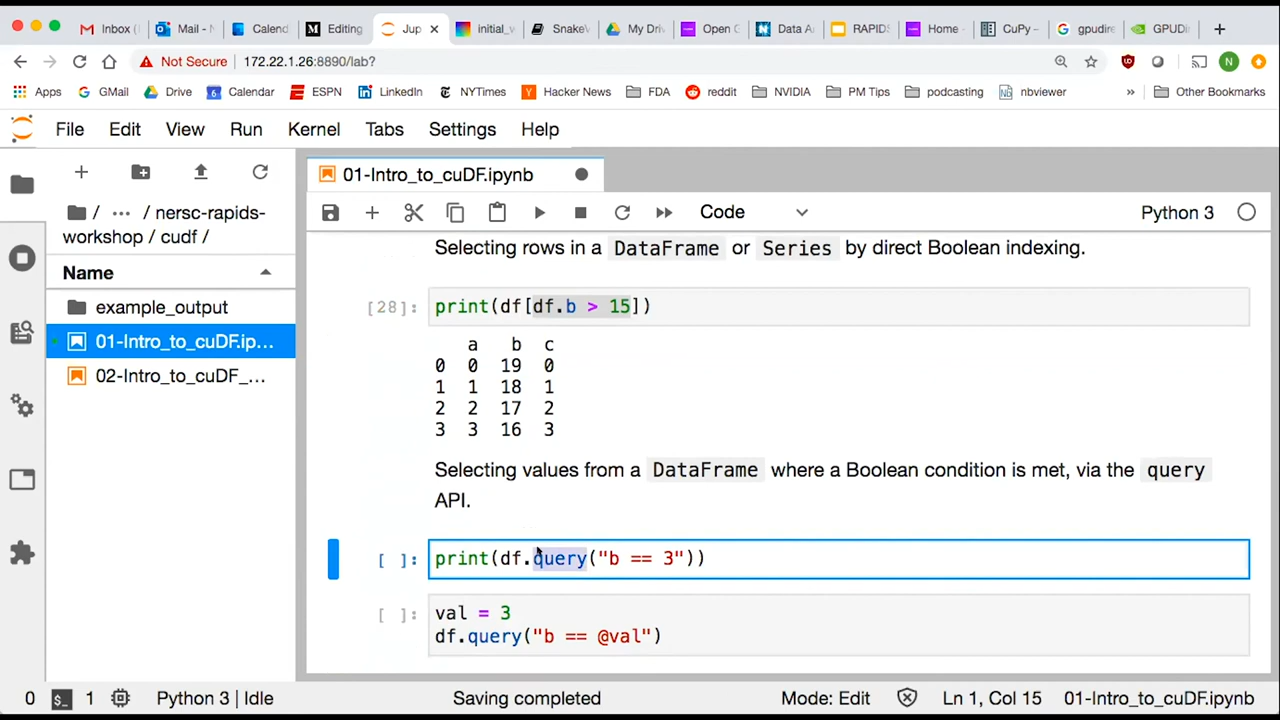 Inbox (
Mail - N
Calend
Editing
Jup
initial_v
SnakeV
My Driv
Open G
Data A
RAPIDS
Home -
CuPy –
gpudire
GPUDir
Not Secure | 172.22.1.26:8890/lab?
Apps GMail Drive Calendar ESPN LinkedIn NYTimes Hacker News FDA reddit NVIDIA PM Tips podcasting nbviewer » Other Bookmarks
File Edit View Run Kernel Tabs Settings Help
/ ... / nersc-rapids-
workshop / cudf /
Name
example_output
01-Intro_to_cuDF.ip...
02-Intro_to_cuDF_...
01-Intro_to_cuDF.ipynb
Code
Python 3
Selecting rows in a DataFrame or Series by direct Boolean indexing.
[28]: print(df[df.b > 15])
a b c
0 0 19 0
1 1 18 1
2 2 17 2
3 3 16 3
Selecting values from a DataFrame where a Boolean condition is met, via the query
API.
[ ]: print(df.query("b == 3"))
[ ]: val = 3
df.query("b == @val")
0 $_ 1 Python 3 | Idle Saving completed Mode: Edit Ln 1, Col 15 01-Intro_to_cuDF.ipynb